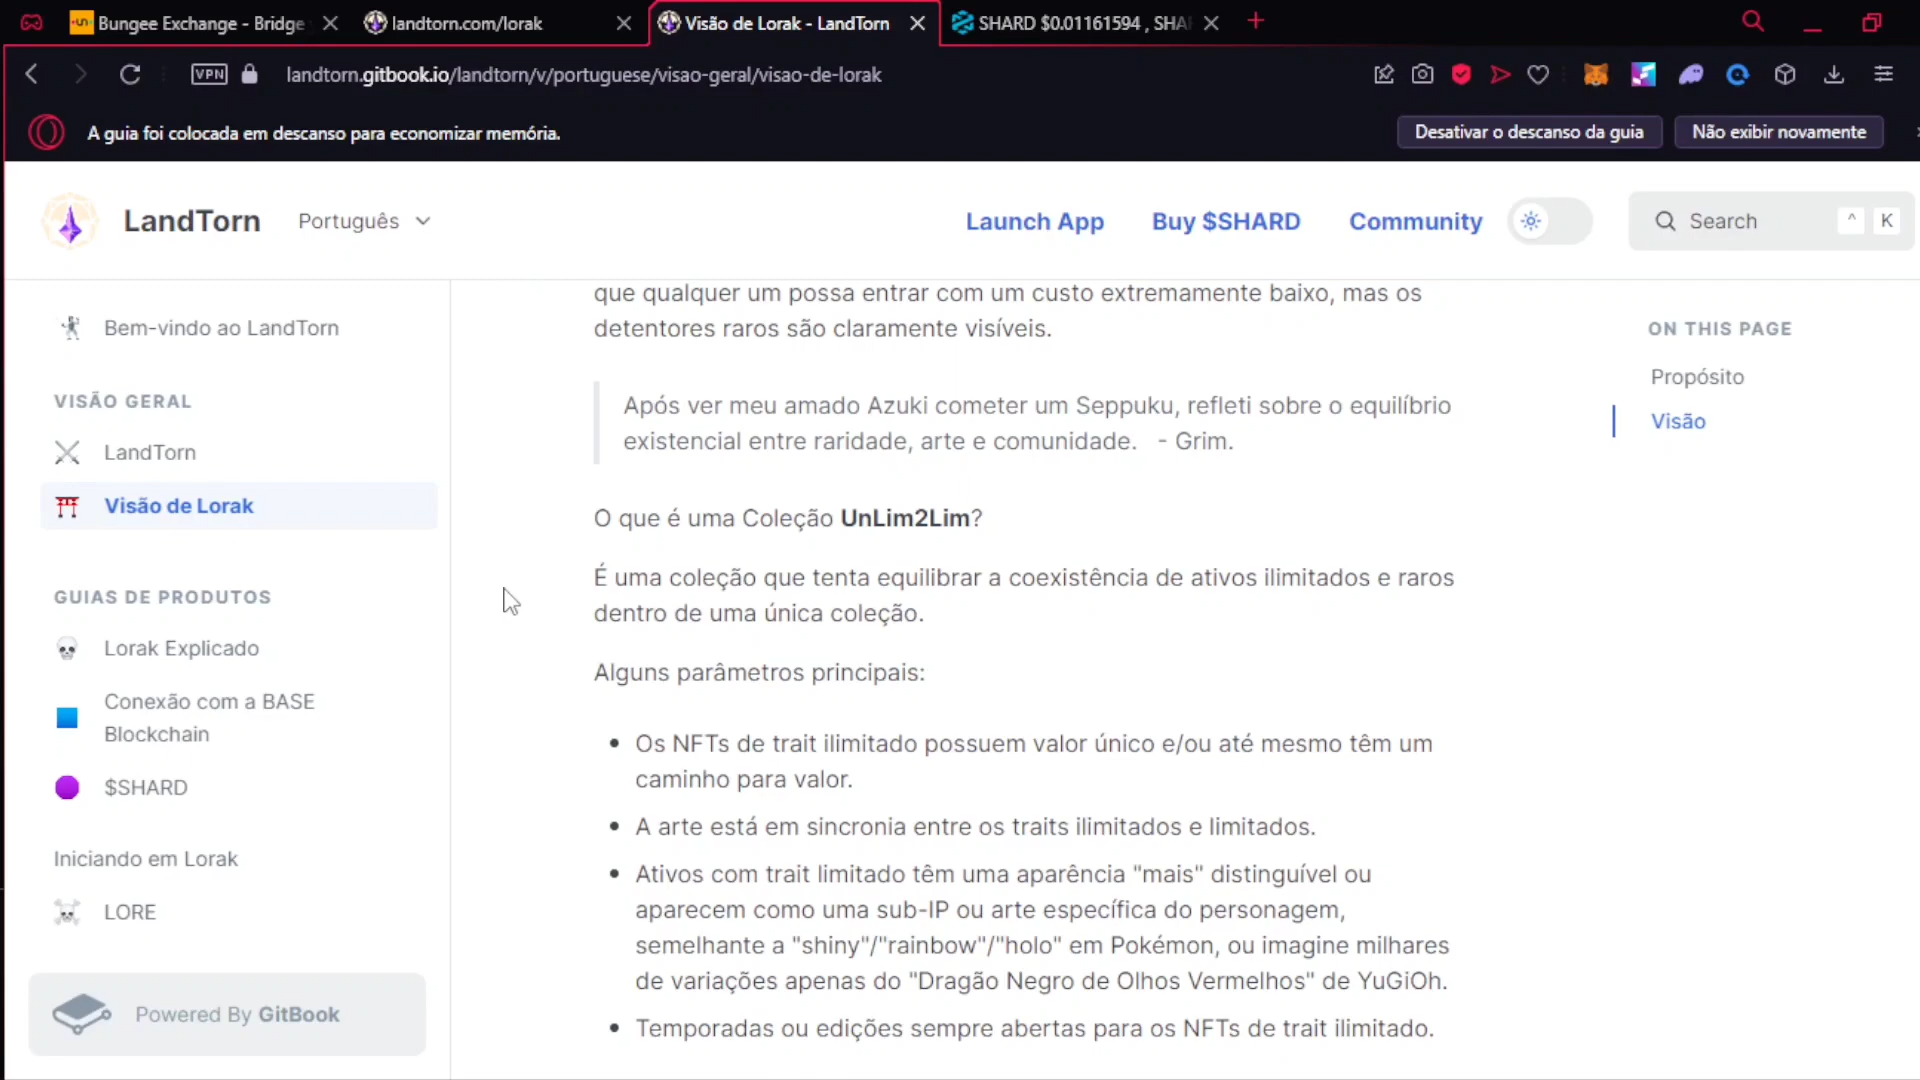 Bungee Exchange - Bridge
landtorn.com/lorak
Visão de Lorak - LandTorn
SHARD $0.01161594 , SHA
VPN
landtorn.gitbook.io/landtorn/v/portuguese/visao-geral/visao-de-lorak
A guia foi colocada em descanso para economizar memória.
Desativar o descanso da guia
Não exibir novamente
LandTorn
Português
Launch App
Buy $SHARD
Community
Search
^
K
Bem-vindo ao LandTorn
VISÃO GERAL
LandTorn
Visão de Lorak
GUIAS DE PRODUTOS
Lorak Explicado
Conexão com a BASE
Blockchain
$SHARD
Iniciando em Lorak
LORE
Powered By GitBook
que qualquer um possa entrar com um custo extremamente baixo, mas os
detentores raros são claramente visíveis.
Após ver meu amado Azuki cometer um Seppuku, refleti sobre o equilíbrio
existencial entre raridade, arte e comunidade. - Grim.
O que é uma Coleção UnLim2Lim?
É uma coleção que tenta equilibrar a coexistência de ativos ilimitados e raros
dentro de uma única coleção.
Alguns parâmetros principais:
• Os NFTs de trait ilimitado possuem valor único e/ou até mesmo têm um
caminho para valor.
• A arte está em sincronia entre os traits ilimitados e limitados.
• Ativos com trait limitado têm uma aparência "mais" distinguível ou
aparecem como uma sub-IP ou arte específica do personagem,
semelhante a "shiny"/"rainbow"/"holo" em Pokémon, ou imagine milhares
de variações apenas do "Dragão Negro de Olhos Vermelhos" de YuGiOh.
• Temporadas ou edições sempre abertas para os NFTs de trait ilimitado.
ON THIS PAGE
Propósito
Visão